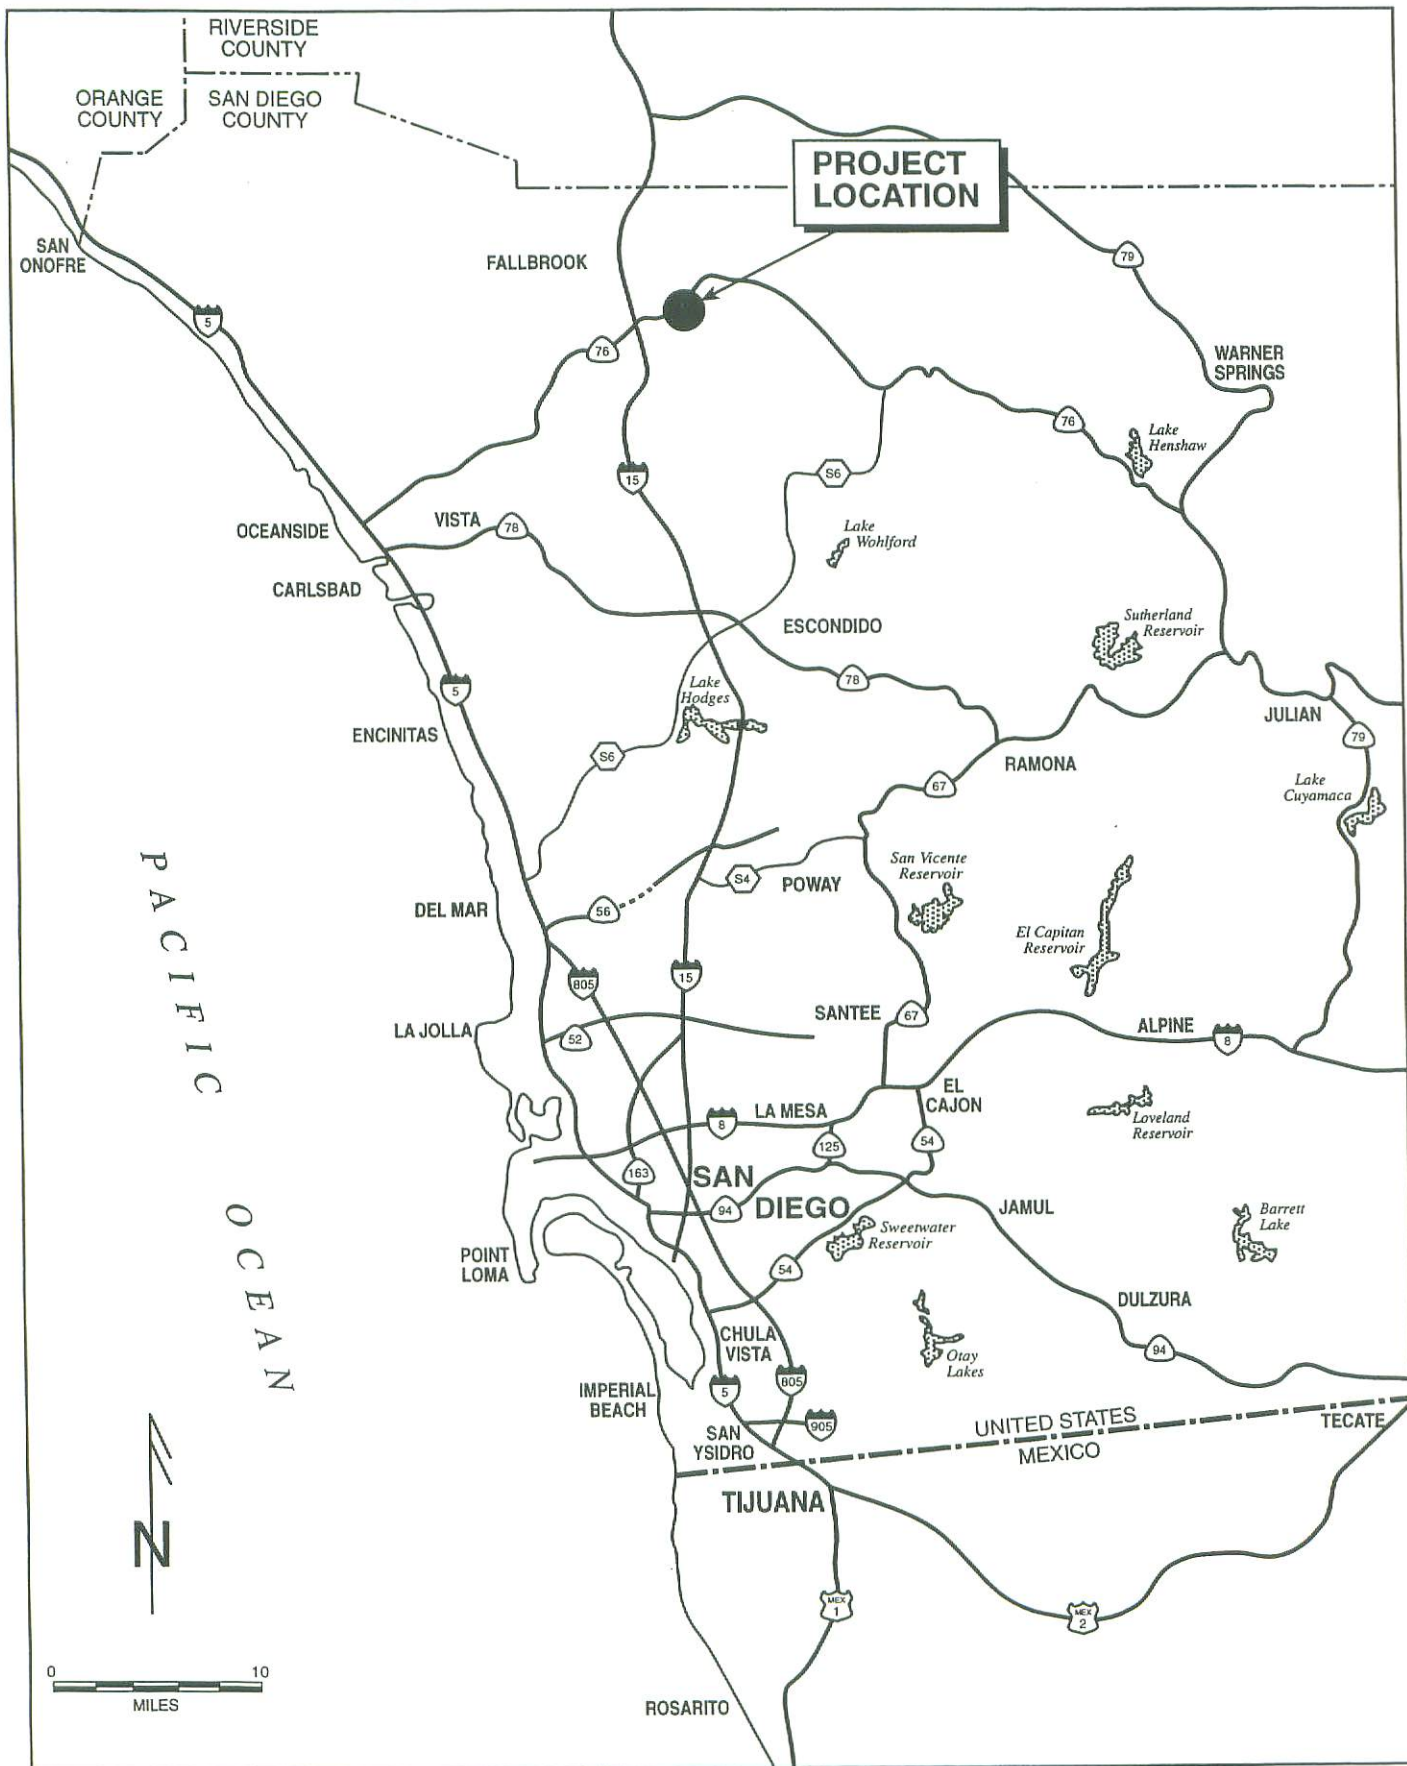 RIVERSIDE
COUNTY
ORANGE
COUNTY
SAN DIEGO
COUNTY
PROJECT
LOCATION
SAN
ONOFRE
FALLBROOK
79
5
76
WARNER
SPRINGS
76
Lake
Henshaw
15
S6
OCEANSIDE
VISTA
78
Lake
Wohlford
CARLSBAD
ESCONDIDO
Sutherland
Reservoir
78
5
Lake
Hodges
ENCINITAS
S6
JULIAN
79
RAMONA
67
Lake
Cuyamaca
San Vicente
Reservoir
S4
POWAY
DEL MAR
56
El Capitan
Reservoir
805
15
SANTEE
67
LA JOLLA
52
ALPINE
8
EL
CAJON
LA MESA
8
Loveland
Reservoir
125
54
163
SAN
DIEGO
94
JAMUL
Barrett
Lake
Sweetwater
Reservoir
POINT
LOMA
54
DULZURA
CHULA
VISTA
94
Otay
Lakes
805
5
IMPERIAL
BEACH
905
SAN
YSIDRO
UNITED STATES
MEXICO
TECATE
TIJUANA
PACIFIC
OCEAN
N
MEX
1
MEX
2
0 10
MILES
ROSARITO